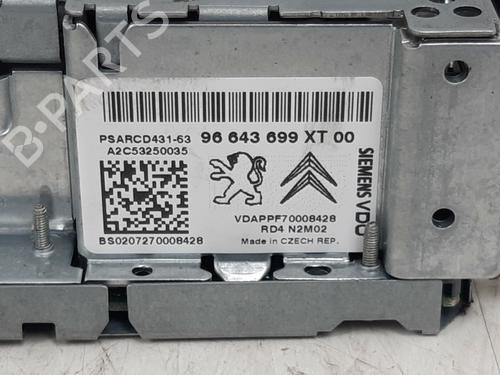 PSARCD431-63 96 643 699 XT 00
A2C53250035
SIEMENS VDO
VDAPPF70008428
RD4 N2M02
BS0207270008428
Made in CZECH REP.
B-PARTS